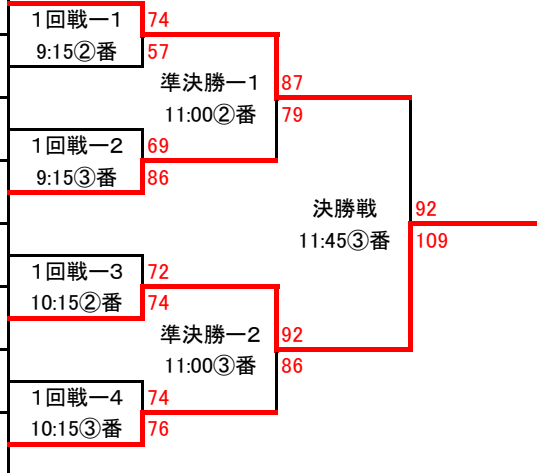 1回戦ー1
74
9:15②番
57
準決勝ー1
87
11:00②番
79
1回戦ー2
69
9:15③番
86
決勝戦
92
11:45③番
109
1回戦ー3
72
10:15②番
74
準決勝ー2
92
11:00③番
86
1回戦ー4
74
10:15③番
76